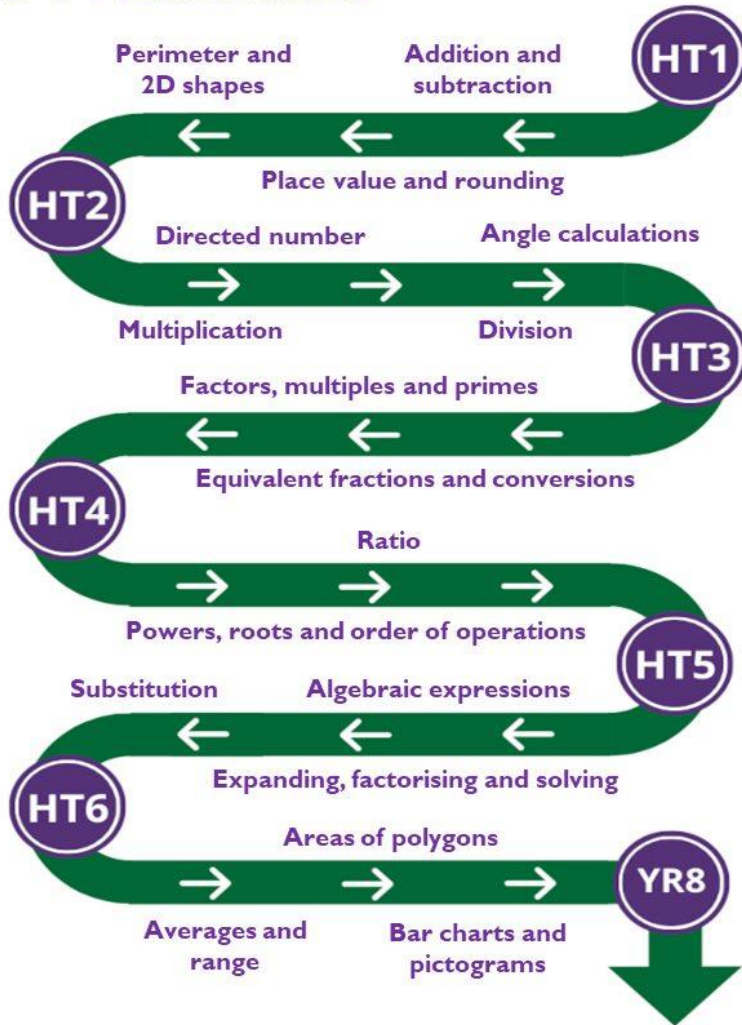 HT1
Perimeter and
2D shapes
Addition and
subtraction
Place value and rounding
HT2
Directed number
Angle calculations
Multiplication
Division
HT3
Factors, multiples and primes
Equivalent fractions and conversions
HT4
Ratio
Powers, roots and order of operations
HT5
Substitution
Algebraic expressions
Expanding, factorising and solving
HT6
Areas of polygons
YR8
Averages and
range
Bar charts and
pictograms